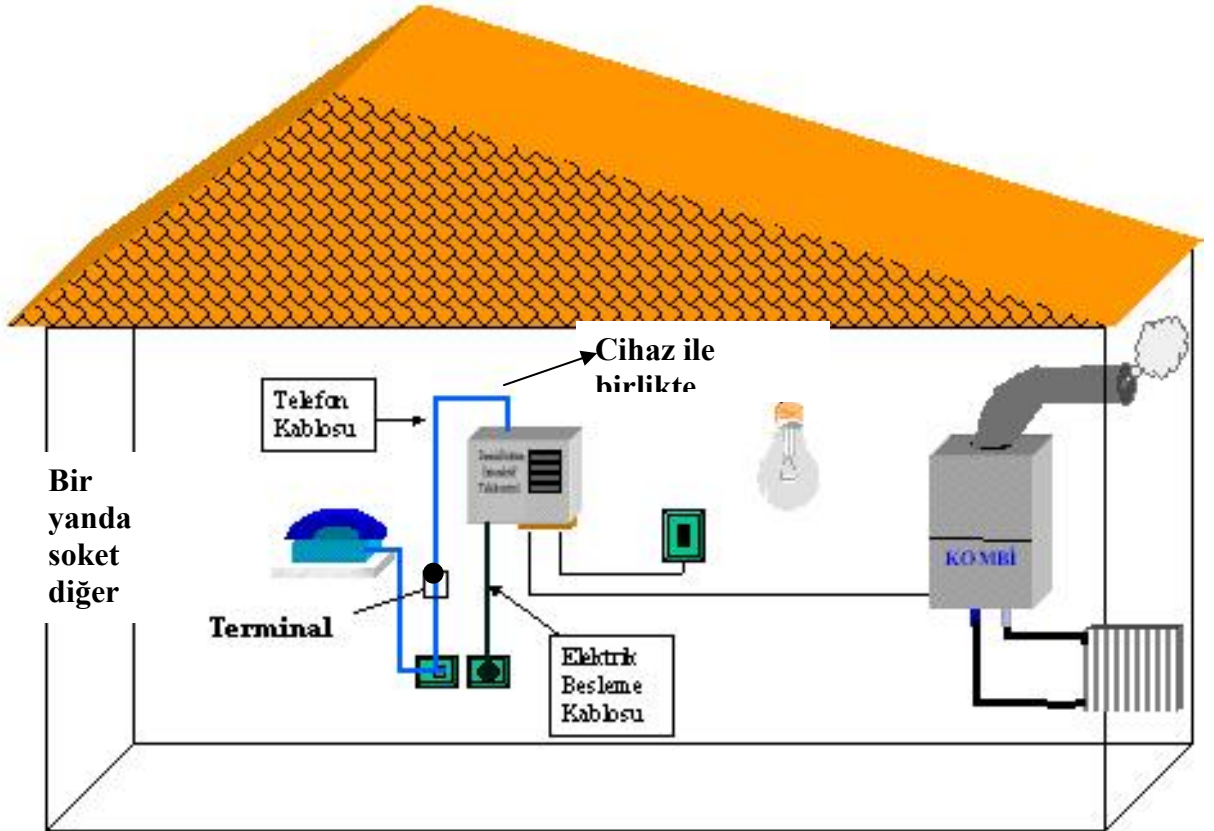 Cihaz ile
birlikte
Telefon
Kablosu
Bir
yanda
soket
diğer
KOMBİ
Terminal
Elektrik
Besleme
Kablosu